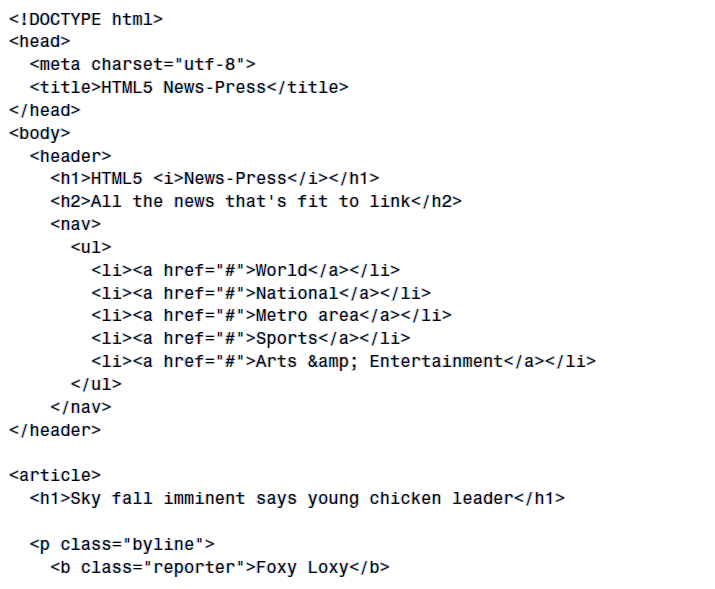 <!DOCTYPE html>
<head>
<meta charset="utf-8">
<title>HTML5 News-Press</title>
</head>
<body>
<header>
<h1>HTML5 <i>News-Press</i></h1>
<h2>All the news that's fit to link</h2>
<nav>
<ul>
<li><a href="#">World</a></li>
<li><a href="#">National</a></li>
<li><a href="#">Metro area</a></li>
<li><a href="#">Sports</a></li>
<li><a href="#">Arts &amp; Entertainment</a></li>
</ul>
</nav>
</header>
<article>
<h1>Sky fall imminent says young chicken leader</h1>
<p class="byline">
<b class="reporter">Foxy Loxy</b>